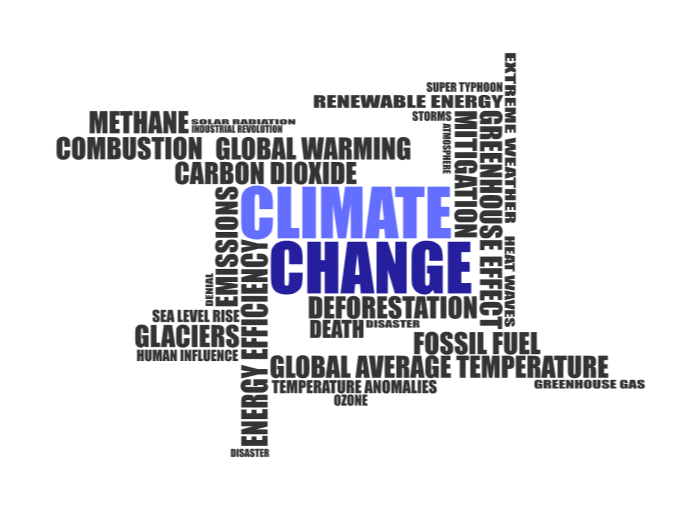 EXTREME WEATHER
SUPER TYPHOON
RENEWABLE ENERGY
METHANE
SOLAR RADIATION
INDUSTRIAL REVOLUTION
STORMS
ATMOSPHERE
MITIGATION
GREENHOUSE EFFECT
COMBUSTION
GLOBAL WARMING
CARBON DIOXIDE
CLIMATE
CHANGE
EMISSIONS
DENIAL
ENERGY EFFICIENCY
HEAT WAVES
DEFORESTATION
SEA LEVEL RISE
DEATH
DISASTER
GLACIERS
FOSSIL FUEL
HUMAN INFLUENCE
GLOBAL AVERAGE TEMPERATURE
TEMPERATURE ANOMALIES
GREENHOUSE GAS
OZONE
DISASTER